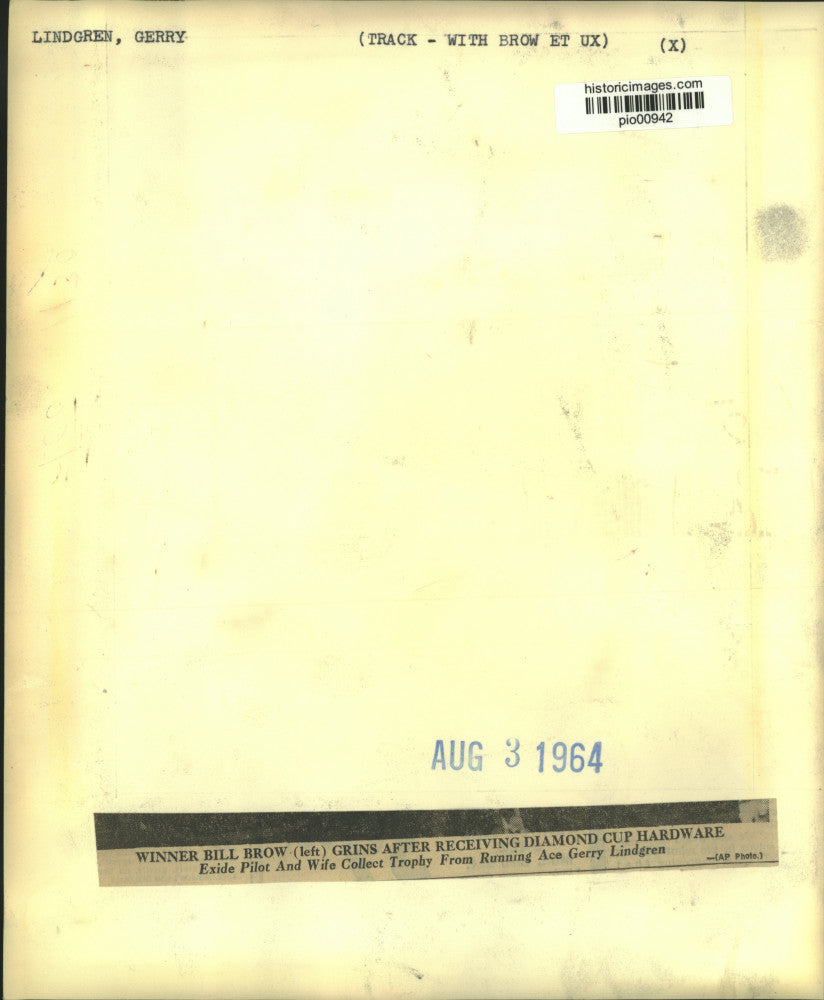 LINDGREN, GERRY (TRACK - WITH BROW ET UX) (X)
historicimages.com
pio00942
AUG 3 1964
WINNER BILL BROW (left) GRINS AFTER RECEIVING DIAMOND CUP HARDWARE
Exide Pilot And Wife Collect Trophy From Running Ace Gerry Lindgren —(AP Photo.)